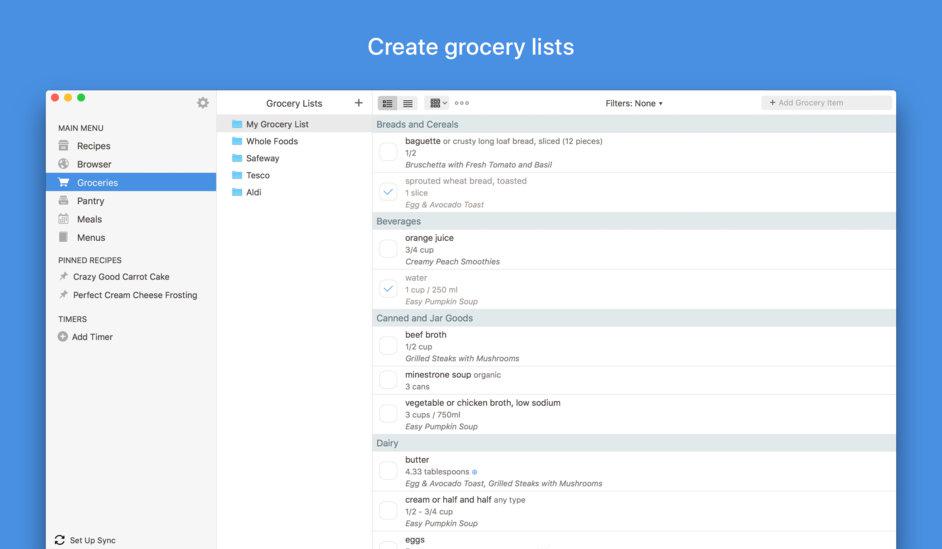 Create grocery lists
MAIN MENU
Recipes
Browser
Groceries
Pantry
Meals
Menus
PINNED RECIPES
Crazy Good Carrot Cake
Perfect Cream Cheese Frosting
TIMERS
Add Timer
Set Up Sync
Grocery Lists +
My Grocery List
Whole Foods
Safeway
Tesco
Aldi
Filters: None
+ Add Grocery Item
Breads and Cereals
baguette or crusty long loaf bread, sliced (12 pieces)
1/2
Bruschetta with Fresh Tomato and Basil
sprouted wheat bread, toasted
1 slice
Egg & Avocado Toast
Beverages
orange juice
3/4 cup
Creamy Peach Smoothies
water
1 cup / 250 ml
Easy Pumpkin Soup
Canned and Jar Goods
beef broth
1/2 cup
Grilled Steaks with Mushrooms
minestrone soup organic
3 cans
vegetable or chicken broth, low sodium
3 cups / 750ml
Easy Pumpkin Soup
Dairy
butter
4.33 tablespoons
Egg & Avocado Toast, Grilled Steaks with Mushrooms
cream or half and half any type
1/2 - 3/4 cup
Easy Pumpkin Soup
eggs